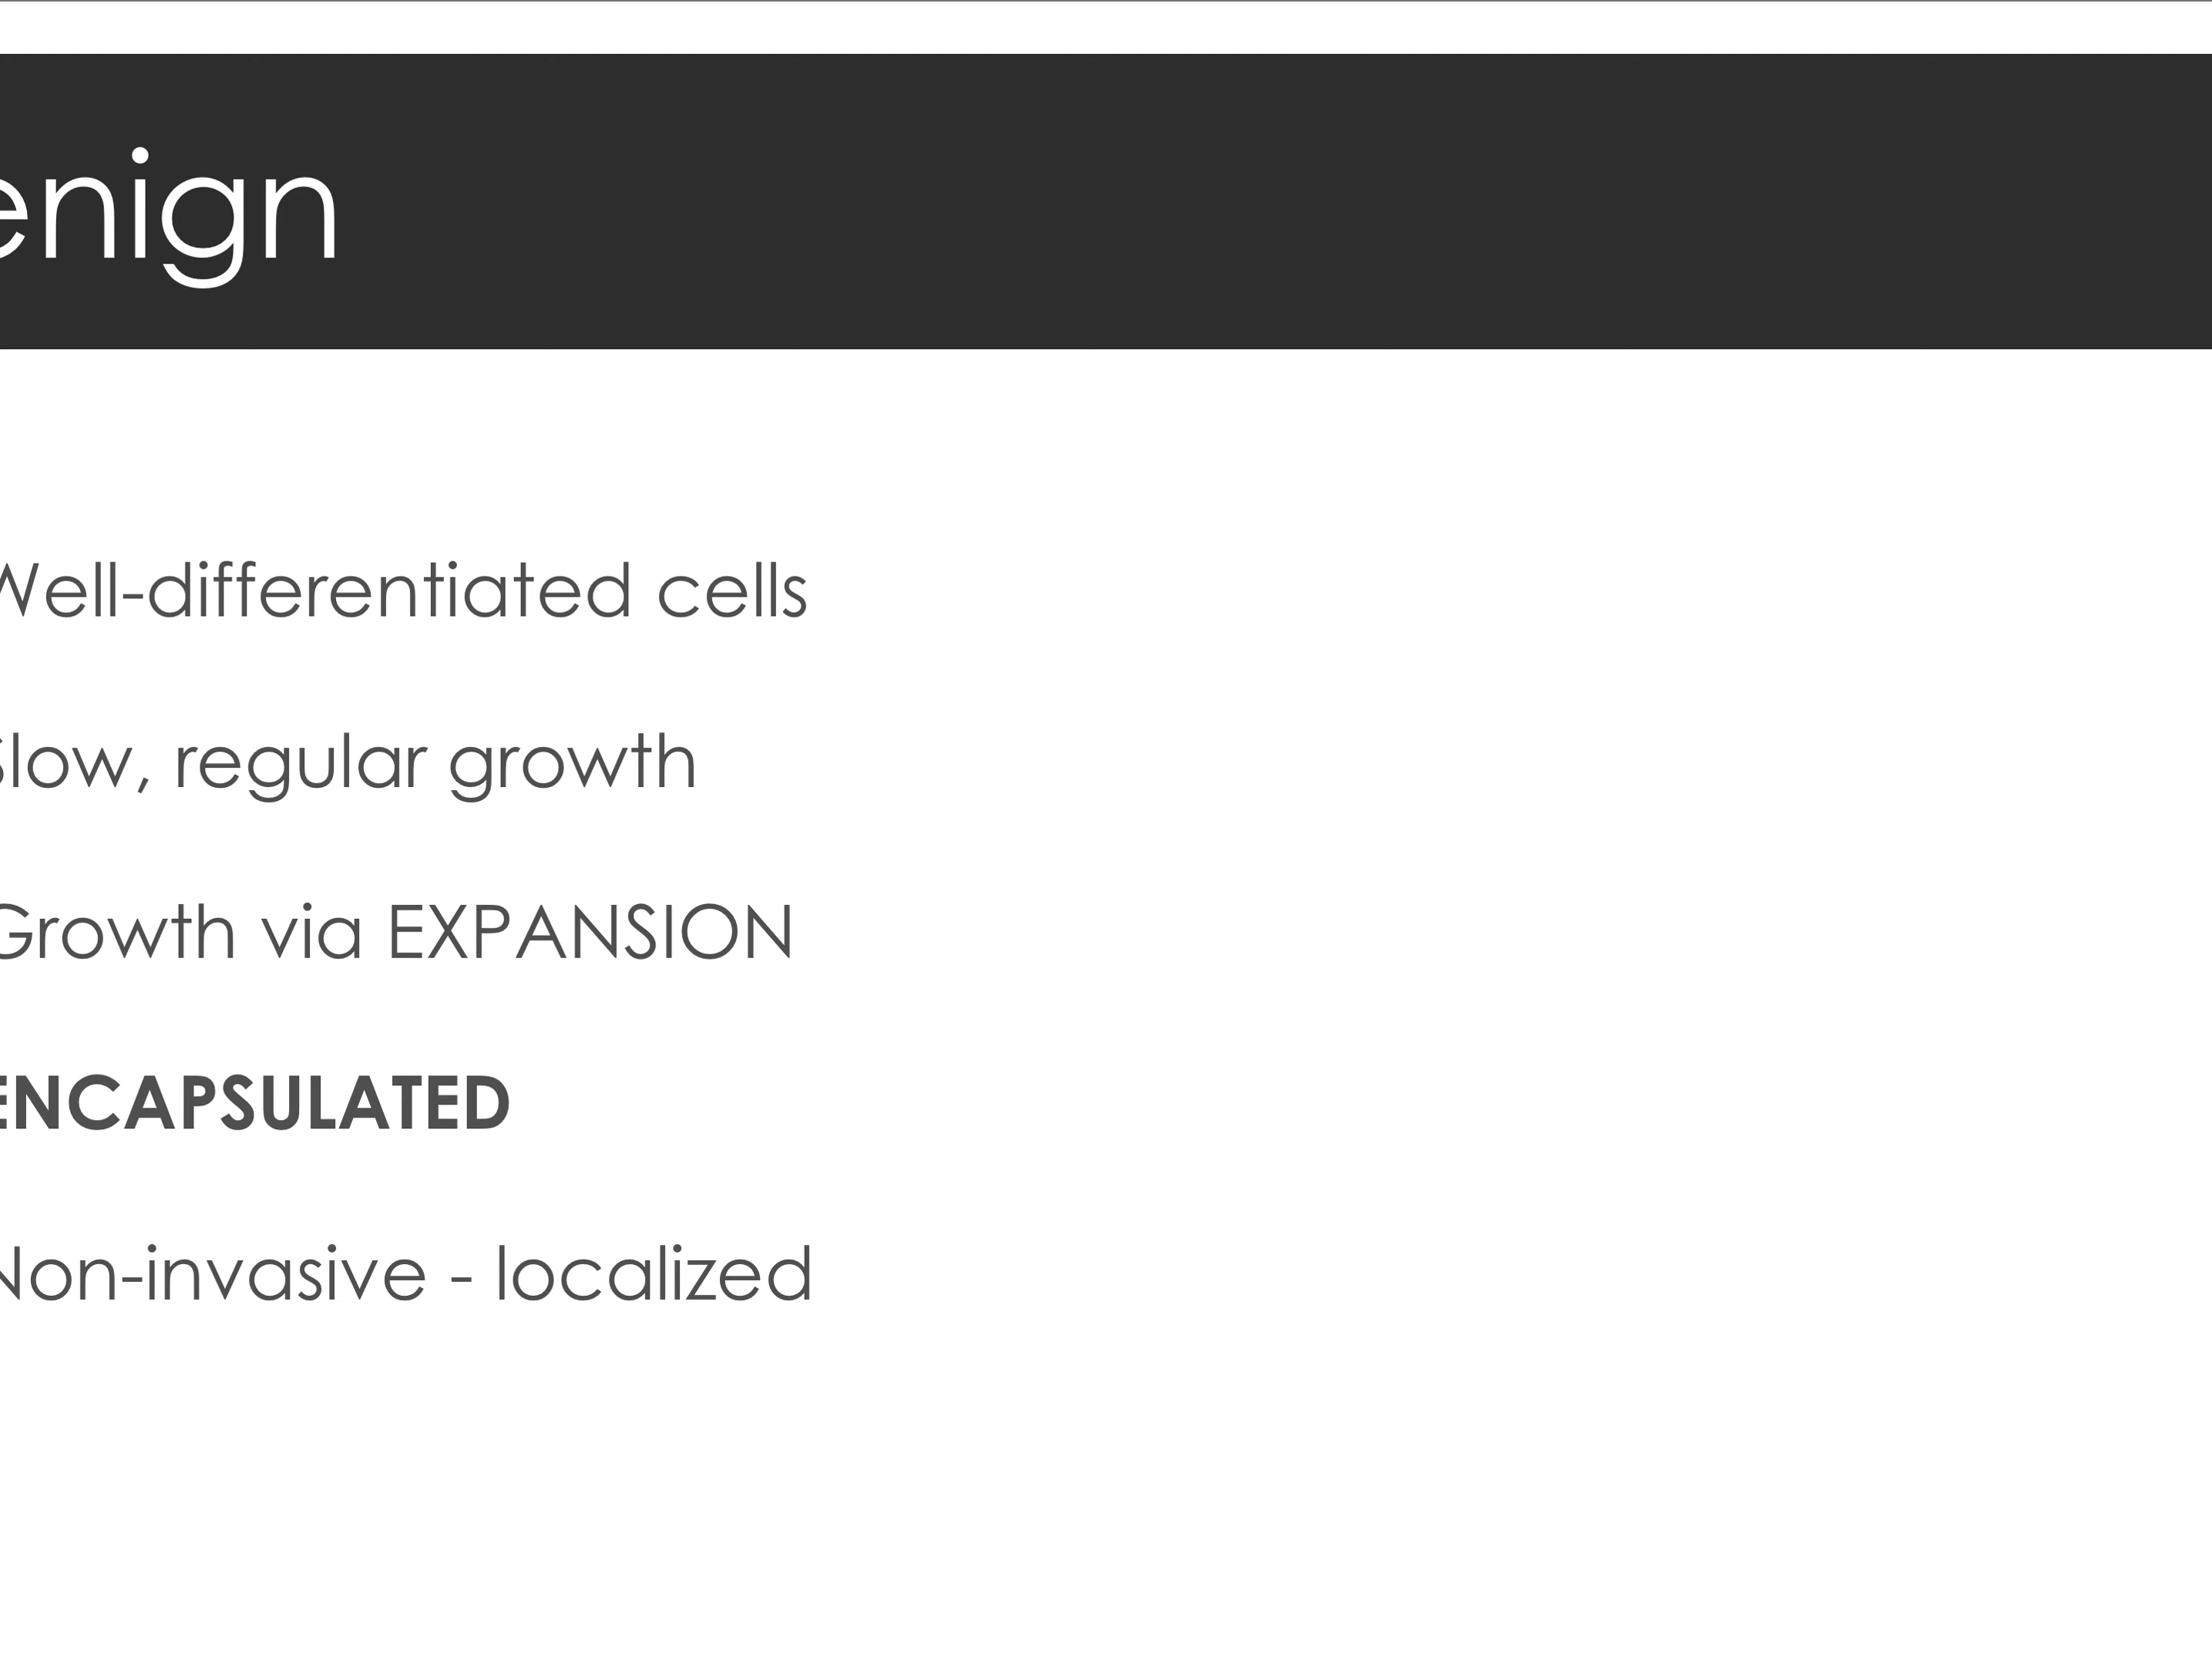 enign
Well-differentiated cells
Slow, regular growth
Growth via EXPANSION
ENCAPSULATED
Non-invasive - localized